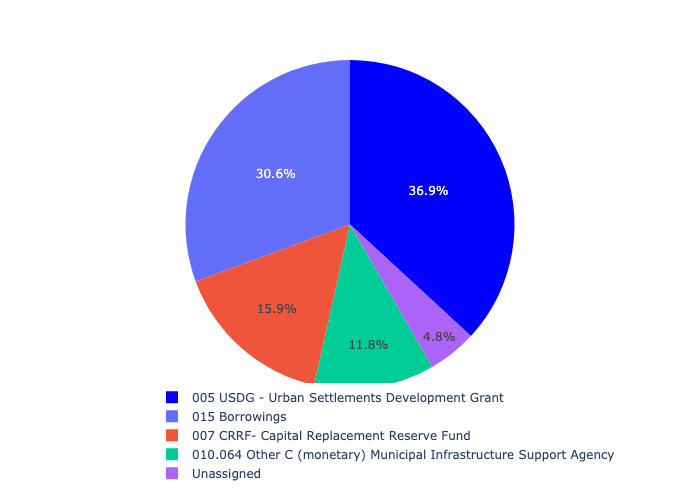 30.6%
36.9%
15.9%
11.8%
4.8%
005 USDG - Urban Settlements Development Grant
015 Borrowings
007 CRRF- Capital Replacement Reserve Fund
010.064 Other C (monetary) Municipal Infrastructure Support Agency
Unassigned